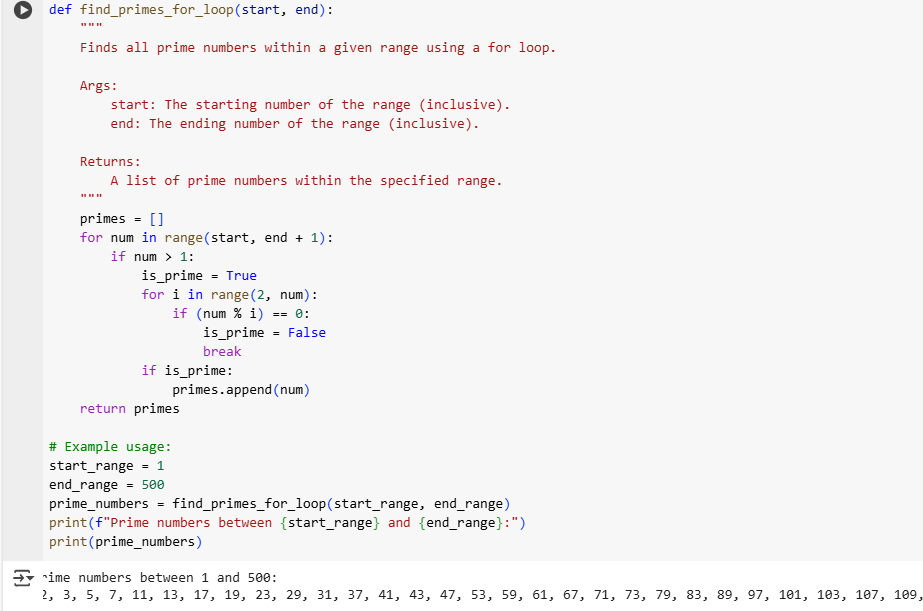 def find_primes_for_loop(start, end):
    """
    Finds all prime numbers within a given range using a for loop.

    Args:
        start: The starting number of the range (inclusive).
        end: The ending number of the range (inclusive).

    Returns:
        A list of prime numbers within the specified range.
    """
    primes = []
    for num in range(start, end + 1):
        if num > 1:
            is_prime = True
            for i in range(2, num):
                if (num % i) == 0:
                    is_prime = False
                    break
            if is_prime:
                primes.append(num)
    return primes

# Example usage:
start_range = 1
end_range = 500
prime_numbers = find_primes_for_loop(start_range, end_range)
print(f"Prime numbers between {start_range} and {end_range}:")
print(prime_numbers)
rime numbers between 1 and 500:
2, 3, 5, 7, 11, 13, 17, 19, 23, 29, 31, 37, 41, 43, 47, 53, 59, 61, 67, 71, 73, 79, 83, 89, 97, 101, 103, 107, 109,